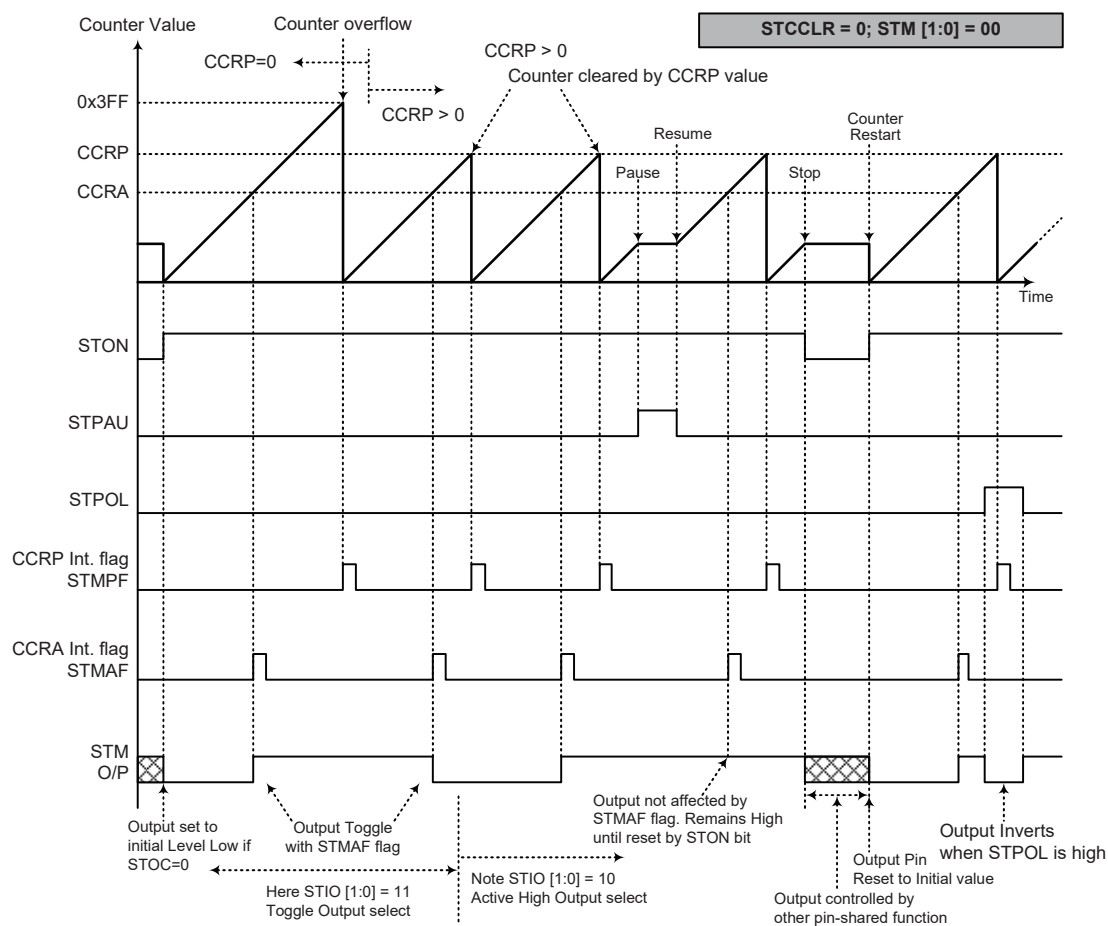 Counter Value
Counter overflow
CCRP > 0
STCCLR = 0; STM [1:0] = 00
CCRP=0
Counter cleared by CCRP value
0x3FF
CCRP > 0
Resume
Counter
Restart
CCRP
Pause
Stop
CCRA
Time
STON
STPAU
STPOL
CCRP Int. flag
STMPF
CCRA Int. flag
STMAF
STM
O/P
Output set to
initial Level Low if
STOC=0
Output Toggle
with STMAF flag
Output not affected by
STMAF flag. Remains High
until reset by STON bit
Output Inverts
when STPOL is high
Output Pin
Reset to Initial value
Here STIO [1:0] = 11
Toggle Output select
Note STIO [1:0] = 10
Active High Output select
Output controlled by
other pin-shared function